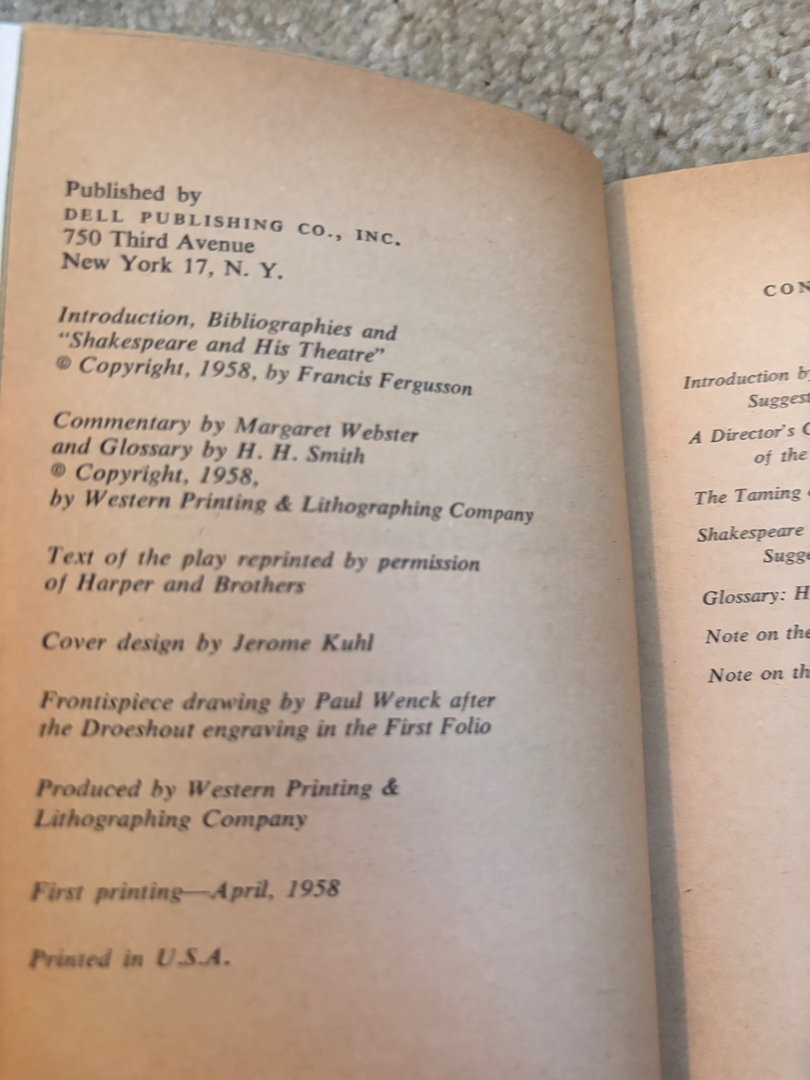 Published by
DELL PUBLISHING CO., INC.
750 Third Avenue
New York 17, N. Y.
Introduction, Bibliographies and
“Shakespeare and His Theatre”
© Copyright, 1958, by Francis Fergusson
Commentary by Margaret Webster
and Glossary by H. H. Smith
© Copyright, 1958,
by Western Printing & Lithographing Company
Text of the play reprinted by permission
of Harper and Brothers
Cover design by Jerome Kuhl
Frontispiece drawing by Paul Wenck after
the Droeshout engraving in the First Folio
Produced by Western Printing &
Lithographing Company
First printing—April, 1958
Printed in U.S.A.
CON
Introduction b
Suggest
A Director's C
of the
The Taming
Shakespeare
Sugge
Glossary: H
Note on the
Note on th